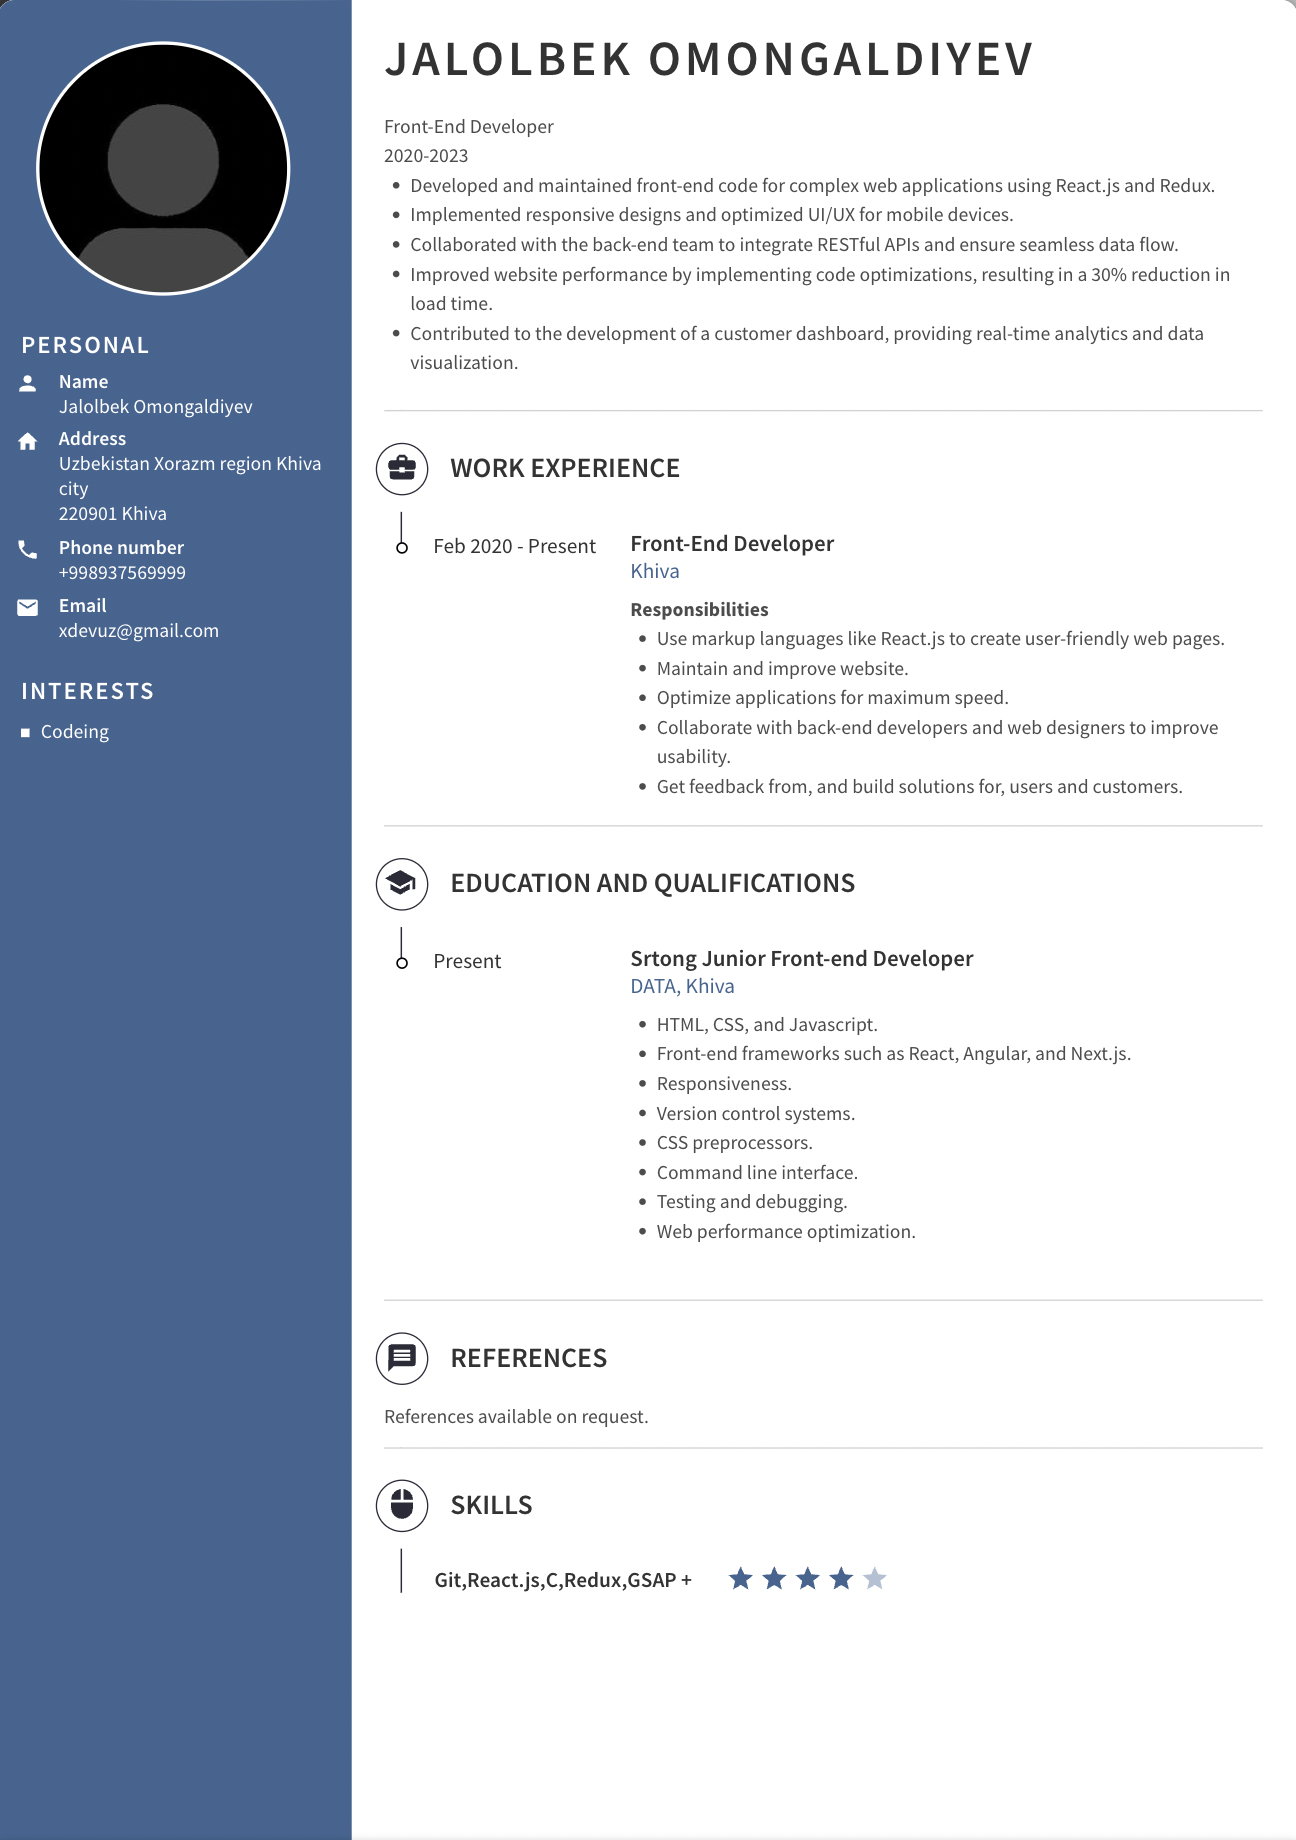 PERSONAL
Name
Jalolbek Omongaldiyev
Address
Uzbekistan Xorazm region Khiva
city
220901 Khiva
Phone number
+998937569999
Email
xdevuz@gmail.com
INTERESTS
Codeing
JALOLBEK OMONGALDIYEV
Front-End Developer
2020-2023
• Developed and maintained front-end code for complex web applications using React.js and Redux.
• Implemented responsive designs and optimized UI/UX for mobile devices.
• Collaborated with the back-end team to integrate RESTful APIs and ensure seamless data flow.
• Improved website performance by implementing code optimizations, resulting in a 30% reduction in
load time.
• Contributed to the development of a customer dashboard, providing real-time analytics and data
visualization.
WORK EXPERIENCE
Feb 2020 - Present
Front-End Developer
Khiva
Responsibilities
• Use markup languages like React.js to create user-friendly web pages.
• Maintain and improve website.
• Optimize applications for maximum speed.
• Collaborate with back-end developers and web designers to improve
usability.
• Get feedback from, and build solutions for, users and customers.
EDUCATION AND QUALIFICATIONS
Present
Srtong Junior Front-end Developer
DATA, Khiva
• HTML, CSS, and Javascript.
• Front-end frameworks such as React, Angular, and Next.js.
• Responsiveness.
• Version control systems.
• CSS preprocessors.
• Command line interface.
• Testing and debugging.
• Web performance optimization.
REFERENCES
References available on request.
SKILLS
Git,React.js,C,Redux,GSAP +